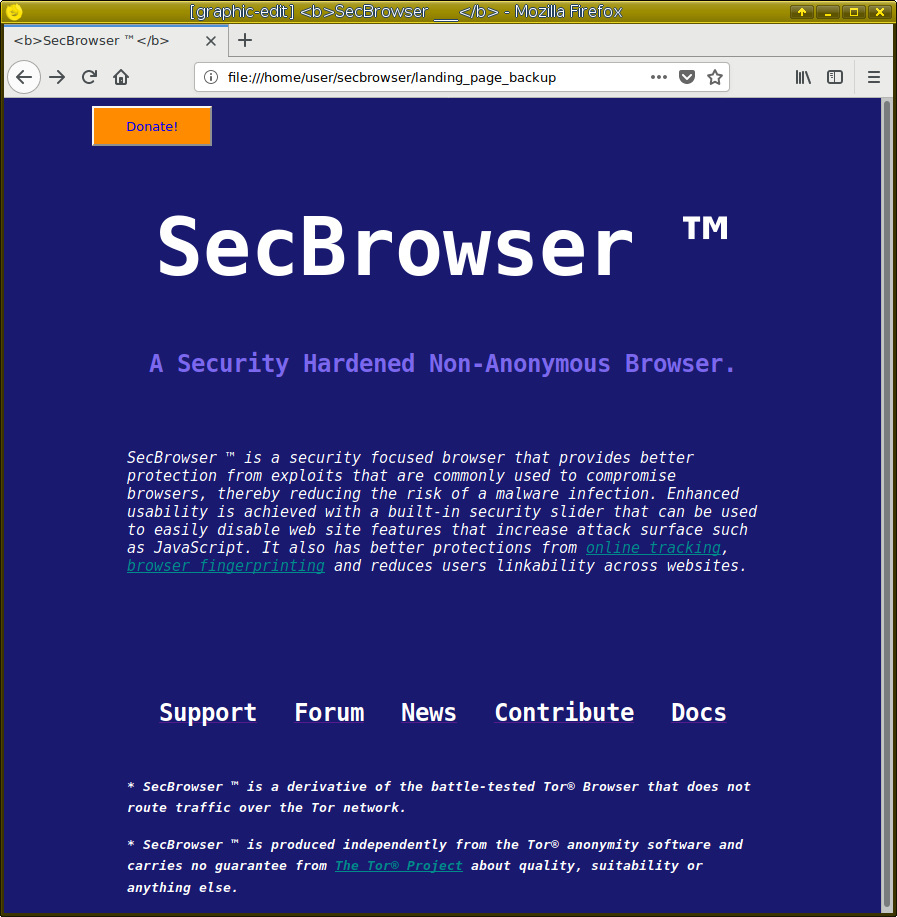 [graphic-edit] <b>SecBrowser ___</b> - Mozilla Firefox
<b>SecBrowser ™</b>
file:///home/user/secbrowser/landing_page_backup
Donate!
SecBrowser ™
A Security Hardened Non-Anonymous Browser.
SecBrowser ™ is a security focused browser that provides better
protection from exploits that are commonly used to compromise
browsers, thereby reducing the risk of a malware infection. Enhanced
usability is achieved with a built-in security slider that can be used
to easily disable web site features that increase attack surface such
as JavaScript. It also has better protections from online tracking,
browser fingerprinting and reduces users linkability across websites.
Support Forum News Contribute Docs
* SecBrowser ™ is a derivative of the battle-tested Tor® Browser that does not
route traffic over the Tor network.
* SecBrowser ™ is produced independently from the Tor® anonymity software and
carries no guarantee from The Tor® Project about quality, suitability or
anything else.